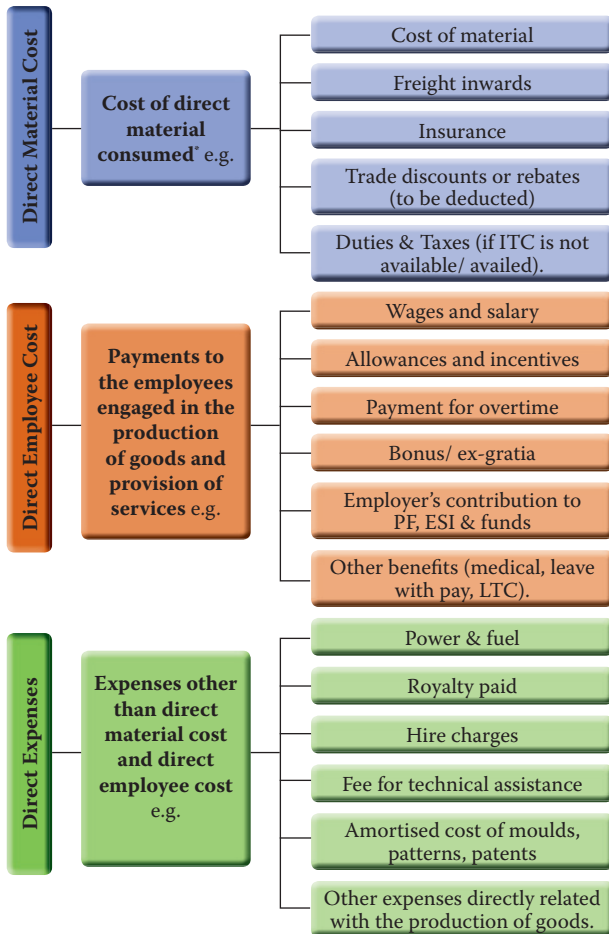 Direct Material Cost
Cost of direct
material
consumed* e.g.
Cost of material
Freight inwards
Insurance
Trade discounts or rebates
(to be deducted)
Duties & Taxes (if ITC is not
available/ availed).
Direct Employee Cost
Payments to
the employees
engaged in the
production
of goods and
provision of
services e.g.
Wages and salary
Allowances and incentives
Payment for overtime
Bonus/ ex-gratia
Employer's contribution to
PF, ESI & funds
Other benefits (medical, leave
with pay, LTC).
Direct Expenses
Expenses other
than direct
material cost
and direct
employee cost
e.g.
Power & fuel
Royalty paid
Hire charges
Fee for technical assistance
Amortised cost of moulds,
patterns, patents
Other expenses directly related
with the production of goods.